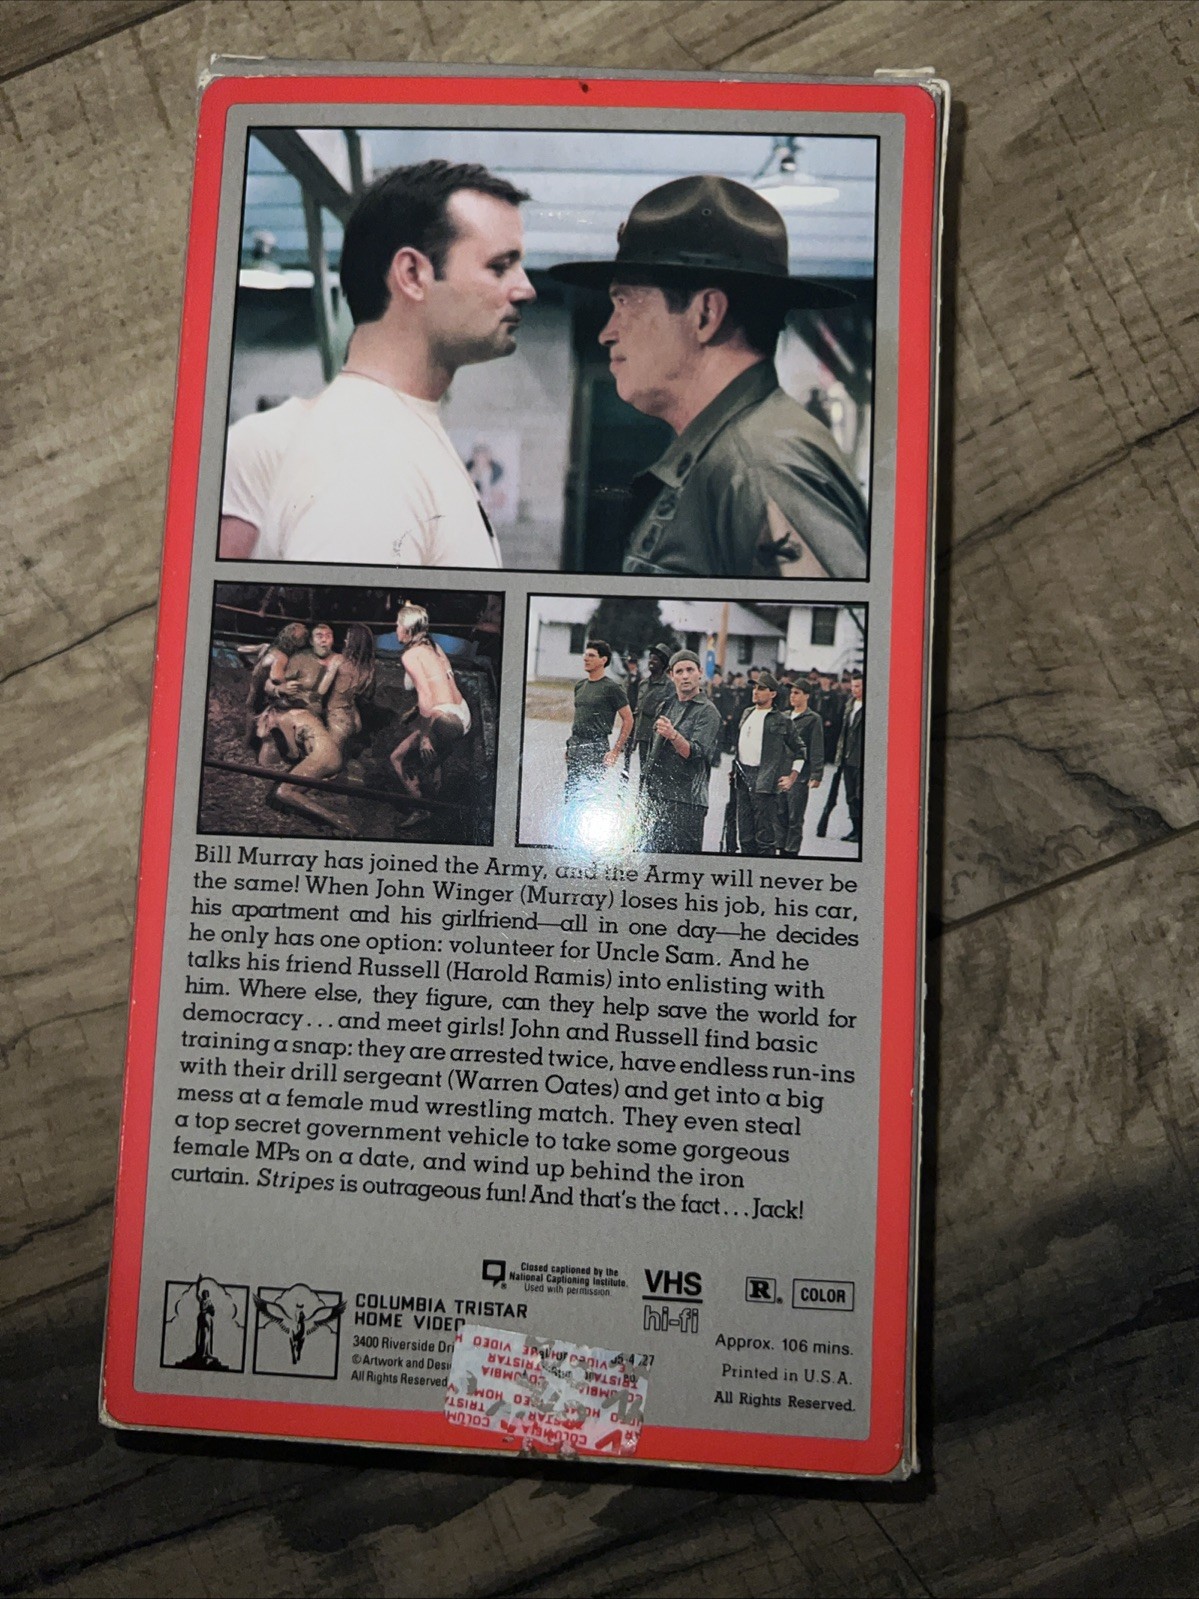 Bill Murray has joined the Army, and the Army will never be
the same! When John Winger (Murray) loses his job, his car,
his apartment and his girlfriend—all in one day—he decides
he only has one option: volunteer for Uncle Sam. And he
talks his friend Russell (Harold Ramis) into enlisting with
him. Where else, they figure, can they help save the world for
democracy...and meet girls! John and Russell find basic
training a snap: they are arrested twice, have endless run-ins
with their drill sergeant (Warren Oates) and get into a big
mess at a female mud wrestling match. They even steal
a top secret government vehicle to take some gorgeous
female MPs on a date, and wind up behind the iron
curtain. Stripes is outrageous fun! And that's the fact...Jack!
Closed captioned by the
National Captioning Institute.
Used with permission.
VHS
hi-fi
R
COLOR
COLUMBIA TRISTAR
HOME VIDEO
3400 Riverside
© Artwork and
All Rights Reserved
Approx. 106 mins.
Printed in U.S.A.
All Rights Reserved.
VIDEO
TRISTAR
COLUMBIA
HOME